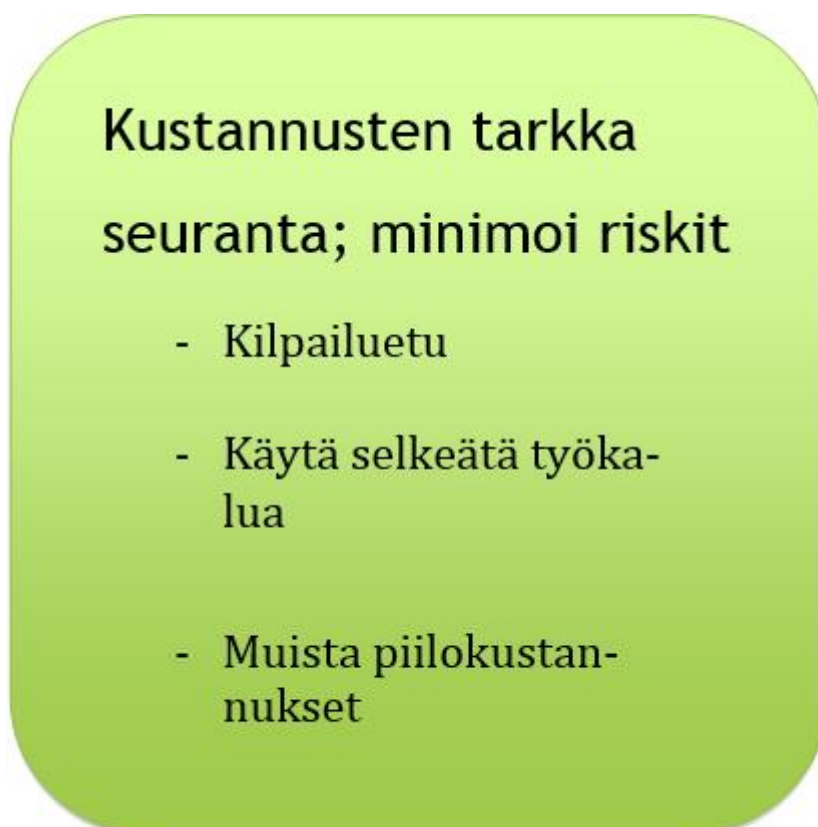 Kustannusten tarkka
seuranta; minimoi riskit
- Kilpailuetu
- Käytä selkeätä työka-
lua
- Muista piilokustan-
nukset